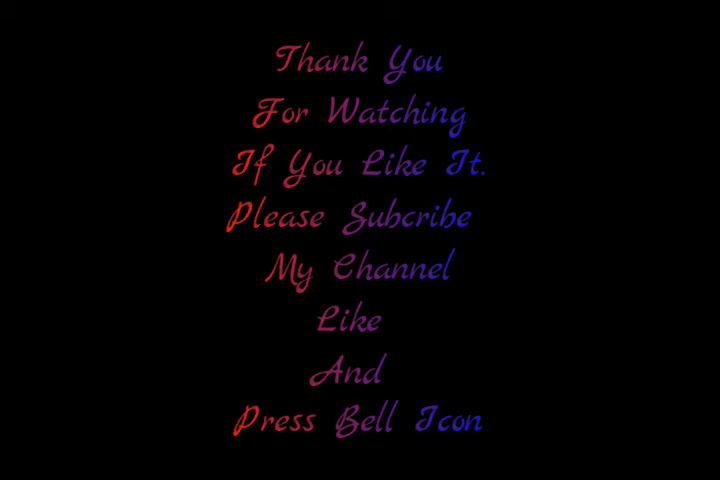 Thank You
For Watching
If You Like It.
Please Subcribe
My Channel
Like
And
Press Bell Icon